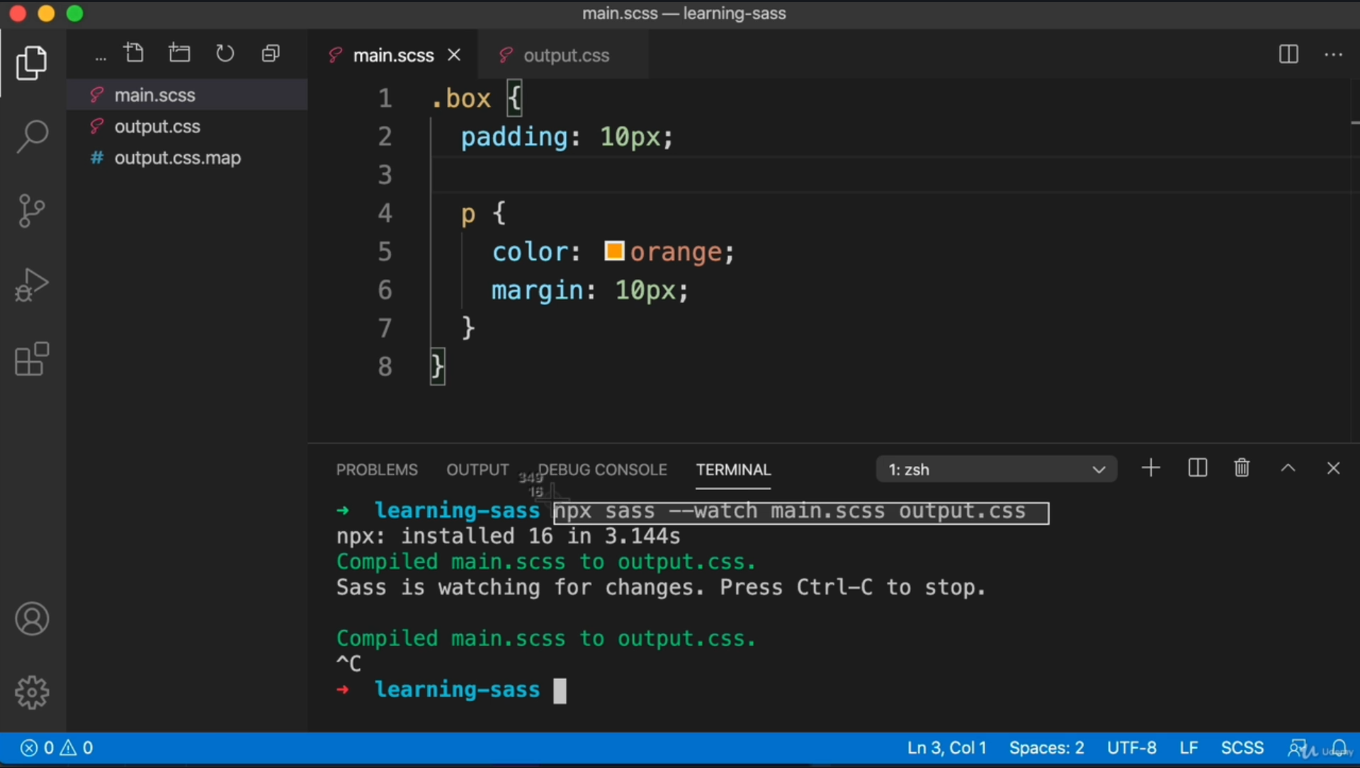 main.scss — learning-sass
...
main.scss
output.css
main.scss
output.css
output.css.map
1 .box {
2 padding: 10px;
3
4 p {
5 color: orange;
6 margin: 10px;
7 }
8 }
PROBLEMS OUTPUT DEBUG CONSOLE TERMINAL 1: zsh
349
16
➜ learning-sass npx sass --watch main.scss output.css
npx: installed 16 in 3.144s
Compiled main.scss to output.css.
Sass is watching for changes. Press Ctrl-C to stop.
Compiled main.scss to output.css.
^C
➜ learning-sass
0 0 Ln 3, Col 1 Spaces: 2 UTF-8 LF SCSS
Udemy